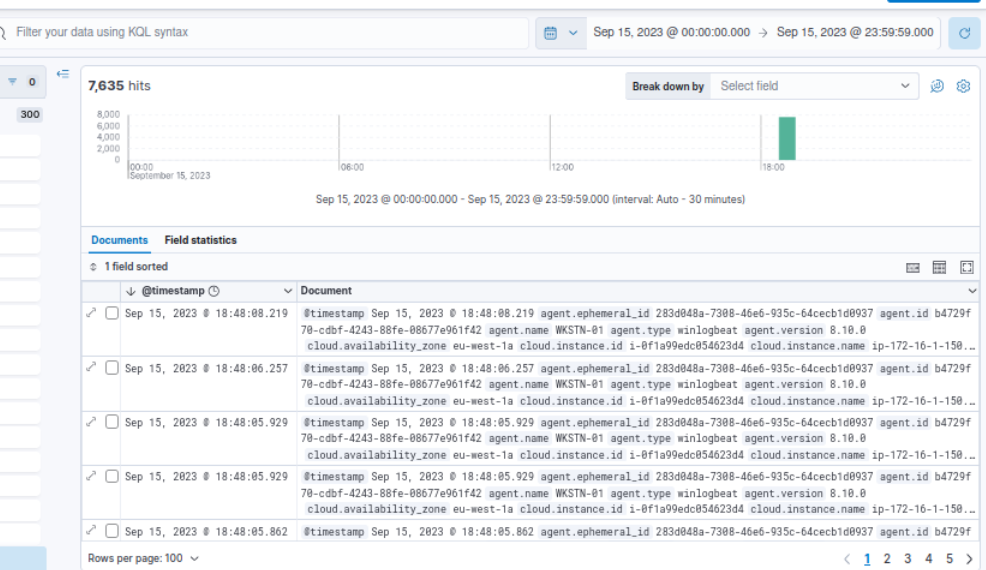 Filter your data using KQL syntax
Sep 15, 2023 @ 00:00:00.000 → Sep 15, 2023 @ 23:59:59.000
0
300
7,635 hits
Break down by Select field
8,000
6,000
4,000
2,000
0
00:00 06:00 12:00 18:00
September 15, 2023
Sep 15, 2023 @ 00:00:00.000 - Sep 15, 2023 @ 23:59:59.000 (interval: Auto - 30 minutes)
Documents Field statistics
1 field sorted
@timestamp Document
Sep 15, 2023 @ 18:48:08.219 @timestamp Sep 15, 2023 @ 18:48:08.219 agent.ephemeral_id 283d048a-7308-46e6-935c-64cecb1d0937 agent.id b4729f
70-cdbf-4243-88fe-08677e961f42 agent.name WKSTN-01 agent.type winlogbeat agent.version 8.10.0
cloud.availability_zone eu-west-1a cloud.instance.id i-0f1a99edc054623d4 cloud.instance.name ip-172-16-1-150...
Sep 15, 2023 @ 18:48:06.257 @timestamp Sep 15, 2023 @ 18:48:06.257 agent.ephemeral_id 283d048a-7308-46e6-935c-64cecb1d0937 agent.id b4729f
70-cdbf-4243-88fe-08677e961f42 agent.name WKSTN-01 agent.type winlogbeat agent.version 8.10.0
cloud.availability_zone eu-west-1a cloud.instance.id i-0f1a99edc054623d4 cloud.instance.name ip-172-16-1-150...
Sep 15, 2023 @ 18:48:05.929 @timestamp Sep 15, 2023 @ 18:48:05.929 agent.ephemeral_id 283d048a-7308-46e6-935c-64cecb1d0937 agent.id b4729f
70-cdbf-4243-88fe-08677e961f42 agent.name WKSTN-01 agent.type winlogbeat agent.version 8.10.0
cloud.availability_zone eu-west-1a cloud.instance.id i-0f1a99edc054623d4 cloud.instance.name ip-172-16-1-150...
Sep 15, 2023 @ 18:48:05.929 @timestamp Sep 15, 2023 @ 18:48:05.929 agent.ephemeral_id 283d048a-7308-46e6-935c-64cecb1d0937 agent.id b4729f
70-cdbf-4243-88fe-08677e961f42 agent.name WKSTN-01 agent.type winlogbeat agent.version 8.10.0
cloud.availability_zone eu-west-1a cloud.instance.id i-0f1a99edc054623d4 cloud.instance.name ip-172-16-1-150...
Sep 15, 2023 @ 18:48:05.862 @timestamp Sep 15, 2023 @ 18:48:05.862 agent.ephemeral_id 283d048a-7308-46e6-935c-64cecb1d0937 agent.id b4729f
Rows per page: 100 1 2 3 4 5